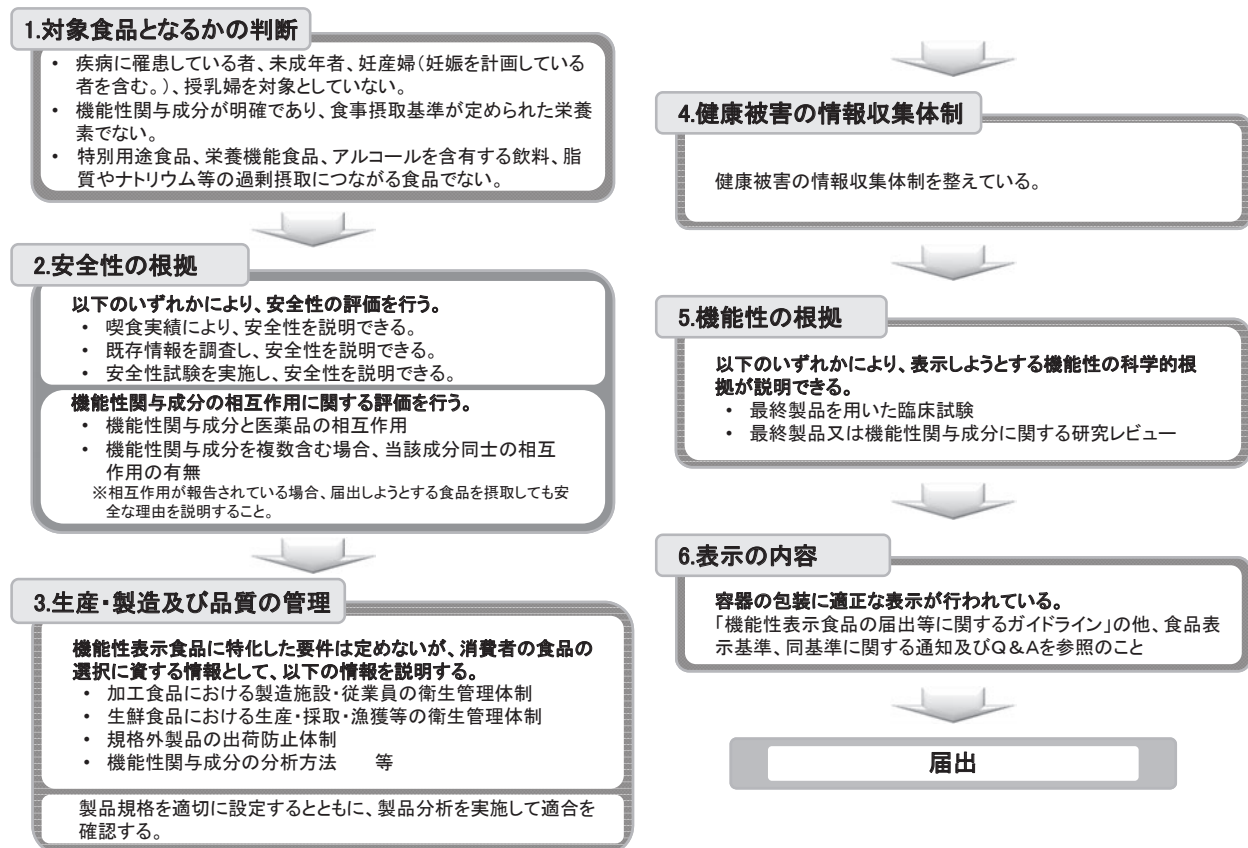 1.対象食品となるかの判断
・ 疾病に罹患している者、未成年者、妊産婦(妊娠を計画している
者を含む。)、授乳婦を対象としていない。
・ 機能性関与成分が明確であり、食事摂取基準が定められた栄養
素でない。
・ 特別用途食品、栄養機能食品、アルコールを含有する飲料、脂
質やナトリウム等の過剰摂取につながる食品でない。
2.安全性の根拠
以下のいずれかにより、安全性の評価を行う。
・ 喫食実績により、安全性を説明できる。
・ 既存情報を調査し、安全性を説明できる。
・ 安全性試験を実施し、安全性を説明できる。
機能性関与成分の相互作用に関する評価を行う。
・ 機能性関与成分と医薬品の相互作用
・ 機能性関与成分を複数含む場合、当該成分同士の相互
作用の有無
※相互作用が報告されている場合、届出しようとする食品を摂取しても安
全な理由を説明すること。
3.生産・製造及び品質の管理
機能性表示食品に特化した要件は定めないが、消費者の食品の
選択に資する情報として、以下の情報を説明する。
・ 加工食品における製造施設・従業員の衛生管理体制
・ 生鮮食品における生産・採取・漁獲等の衛生管理体制
・ 規格外製品の出荷防止体制
・ 機能性関与成分の分析方法 等
製品規格を適切に設定するとともに、製品分析を実施して適合を
確認する。
4.健康被害の情報収集体制
健康被害の情報収集体制を整えている。
5.機能性の根拠
以下のいずれかにより、表示しようとする機能性の科学的根
拠が説明できる。
・ 最終製品を用いた臨床試験
・ 最終製品又は機能性関与成分に関する研究レビュー
6.表示の内容
容器の包装に適正な表示が行われている。
「機能性表示食品の届出等に関するガイドライン」の他、食品表
示基準、同基準に関する通知及びQ&Aを参照のこと
届出